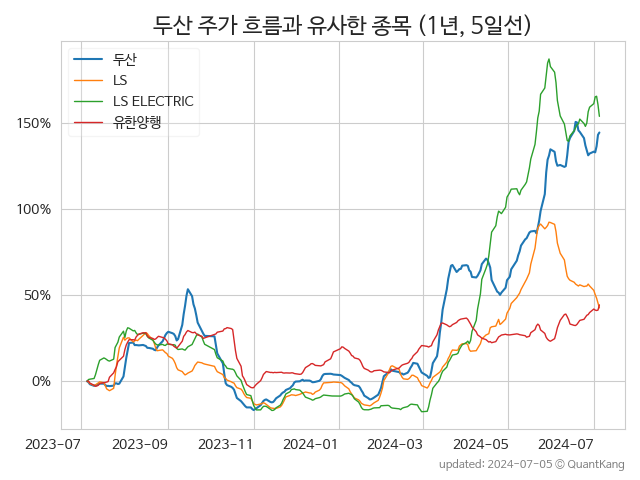 두산 주가 흐름과 유사한 종목 (1년, 5일선)
두산
LS
LS ELECTRIC
유한양행
150%
100%
50%
0%
2023-07 2023-09 2023-11 2024-01 2024-03 2024-05 2024-07
updated: 2024-07-05 © QuantKang